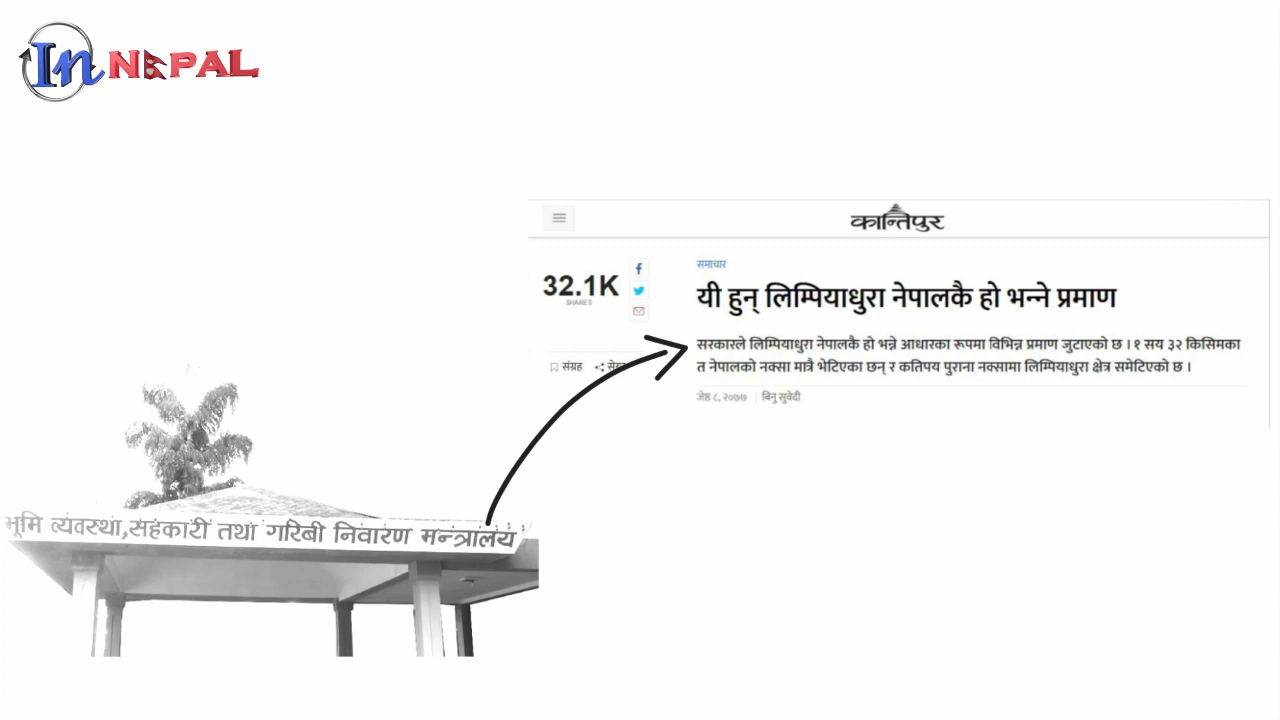 In NEPAL
कान्तिपुर
32.1K
SHARES
समाचार
यी हुन् लिम्पियाधुरा नेपालकै हो भन्ने प्रमाण
सरकारले लिम्पियाधुरा नेपालकै हो भन्ने आधारका रूपमा विभिन्न प्रमाण जुटाएको छ । १ सय ३२ किसिमका
त नेपालको नक्सा मात्रै भेटिएका छन् र कतिपय पुराना नक्सामा लिम्पियाधुरा क्षेत्र समेटिएको छ ।
संग्रह
जेष्ठ ८, २०७७ बिनु सुवेदी
भूमि व्यवस्था,सहकारी तथा गरिबी निवारण मन्त्रालय